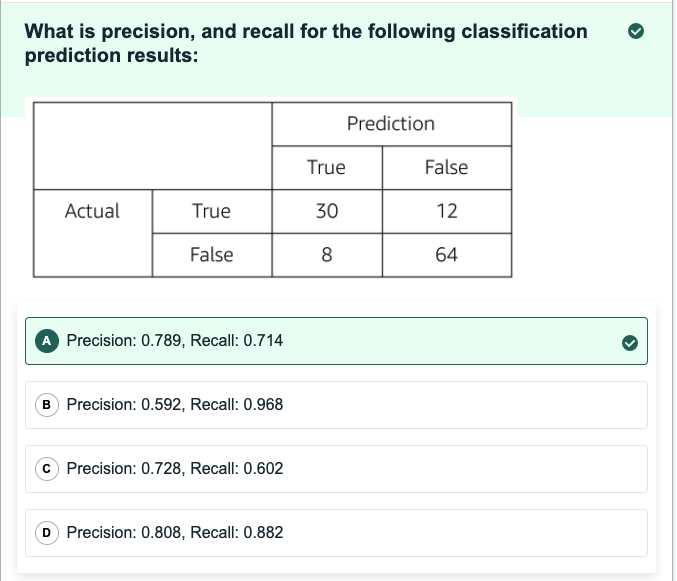 What is precision, and recall for the following classification
prediction results:
Prediction
True False
Actual True 30 12
False 8 64
A Precision: 0.789, Recall: 0.714
B Precision: 0.592, Recall: 0.968
C Precision: 0.728, Recall: 0.602
D Precision: 0.808, Recall: 0.882